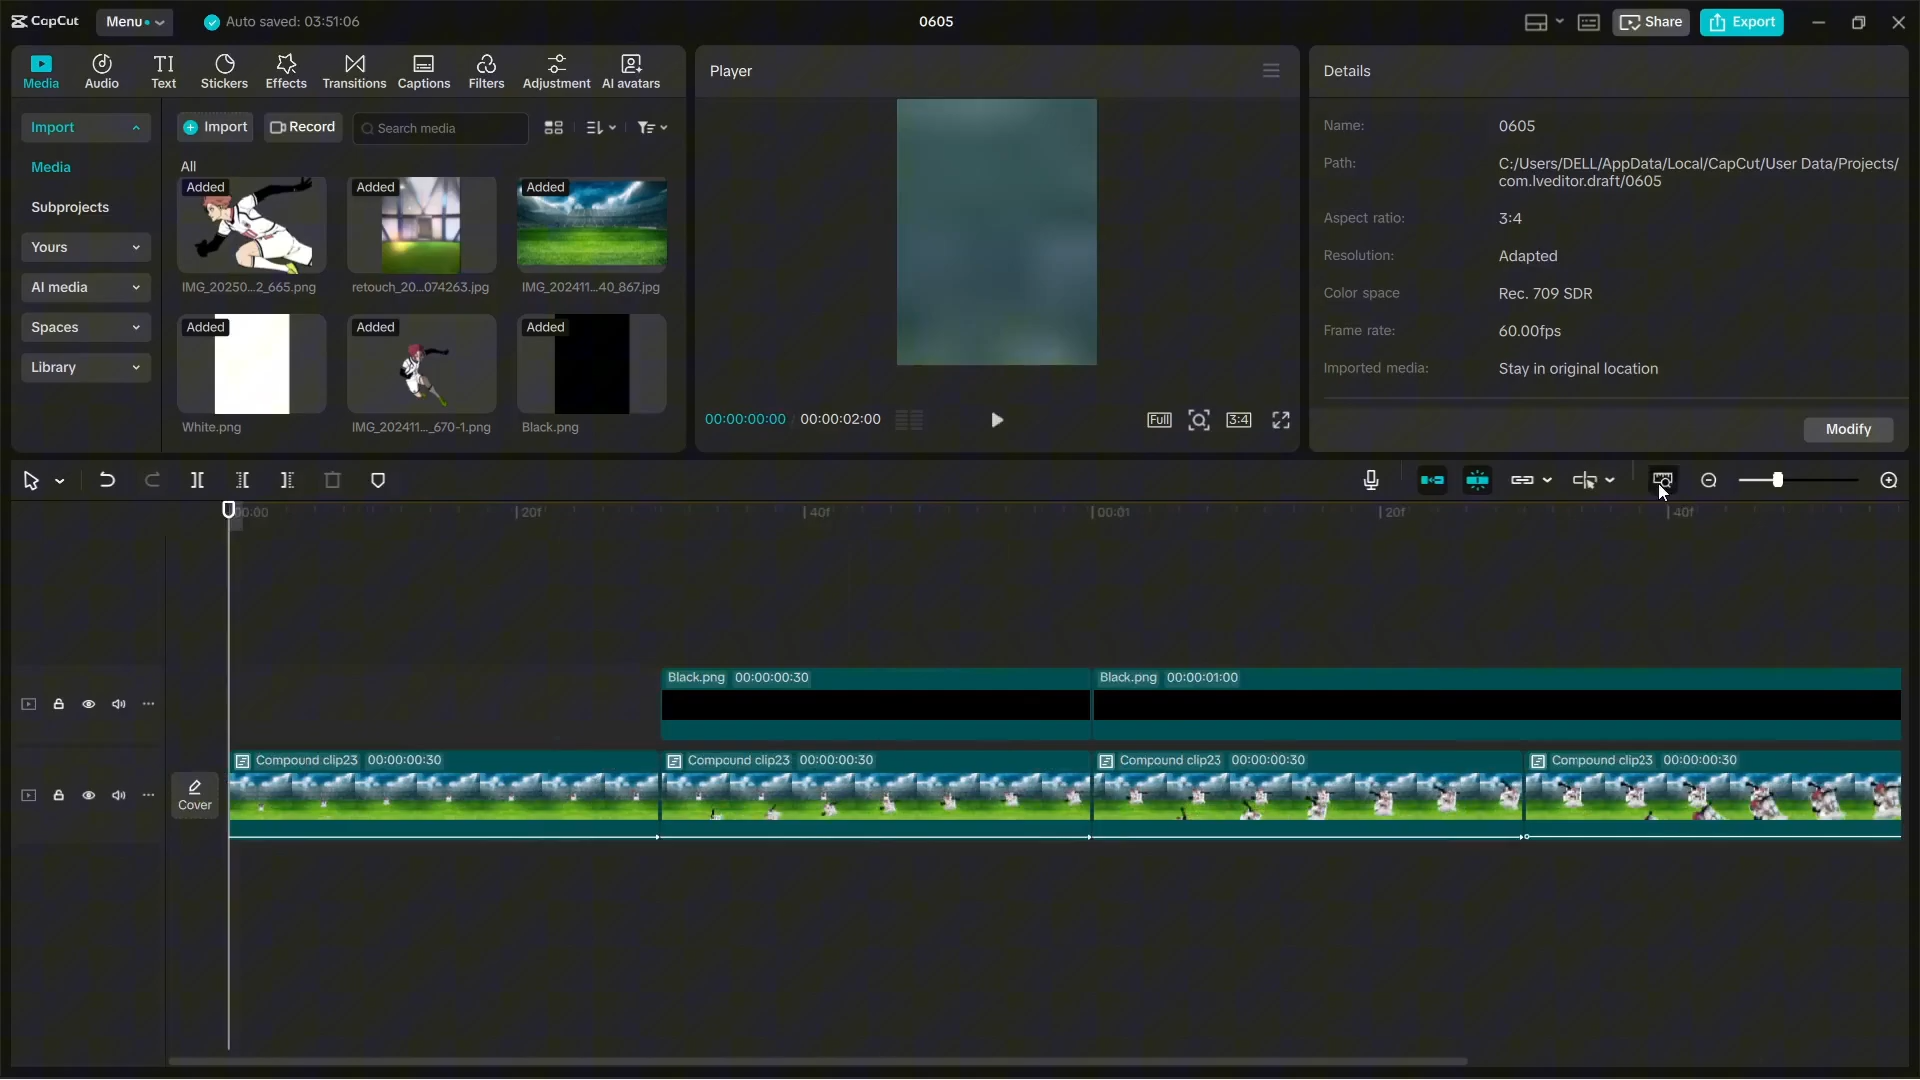 CapCut
Menu
Auto saved: 03:51:06
0605
Share
Export
Media
Audio
Text
Stickers
Effects
Transitions
Captions
Filters
Adjustment
AI avatars
Import
Media
Subprojects
Yours
AI media
Spaces
Library
Import
Record
Search media
All
Added
Added
Added
IMG_20250...2_665.png
retouch_20...074263.jpg
IMG_202411...40_867.jpg
Added
Added
Added
White.png
IMG_202411..._670-1.png
Black.png
Player
00:00:00:00
00:00:02:00
Full
3:4
Details
Name:
0605
Path:
C:/Users/DELL/AppData/Local/CapCut/User Data/Projects/
com.lveditor.draft/0605
Aspect ratio:
3:4
Resolution:
Adapted
Color space
Rec. 709 SDR
Frame rate:
60.00fps
Imported media:
Stay in original location
Modify
00:00
20f
40f
00:01
20f
40f
Black.png 00:00:00:30
Black.png 00:00:01:00
Cover
Compound clip23 00:00:00:30
Compound clip23 00:00:00:30
Compound clip23 00:00:00:30
Compound clip23 00:00:00:30